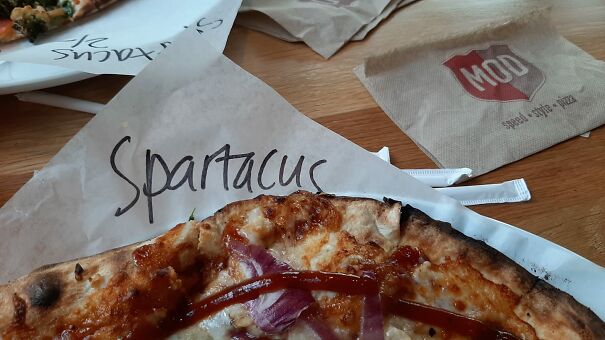 Spartacus
MOD
speed + style + pizza